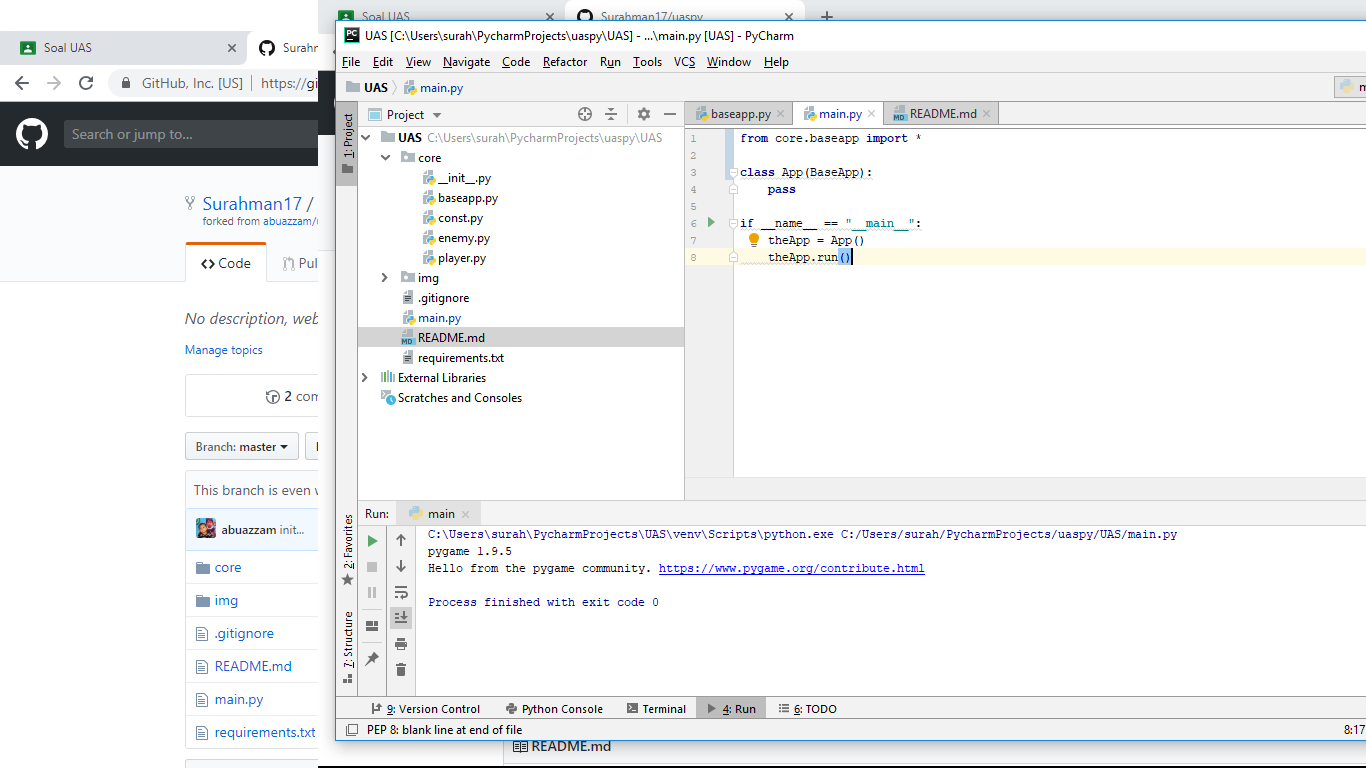 Soal UAS
Surahman17/uaspy
Soal UAS
Surahm
GitHub, Inc. [US]
https://gi
Search or jump to...
Surahman17 /
forked from abuazzam/
Code
Pul
No description, web
Manage topics
2 com
Branch: master
This branch is even
abuazzam init...
core
img
.gitignore
README.md
main.py
requirements.txt
UAS [C:\Users\surah\PycharmProjects\uaspy\UAS] - ...\main.py [UAS] - PyCharm
File Edit View Navigate Code Refactor Run Tools VCS Window Help
UAS main.py
m
1: Project
Project
UAS C:\Users\surah\PycharmProjects\uaspy\UAS
core
__init__.py
baseapp.py
const.py
enemy.py
player.py
img
.gitignore
main.py
README.md
requirements.txt
External Libraries
Scratches and Consoles
baseapp.py main.py README.md
1 from core.baseapp import *
2
3 class App(BaseApp):
4 pass
5
6 if __name__ == "__main__":
7 theApp = App()
8 theApp.run()
2: Favorites
7: Structure
Run: main
C:\Users\surah\PycharmProjects\UAS\venv\Scripts\python.exe C:/Users/surah/PycharmProjects/uaspy/UAS/main.py
pygame 1.9.5
Hello from the pygame community. https://www.pygame.org/contribute.html
Process finished with exit code 0
9: Version Control Python Console Terminal 4: Run 6: TODO
PEP 8: blank line at end of file
8:17
README.md